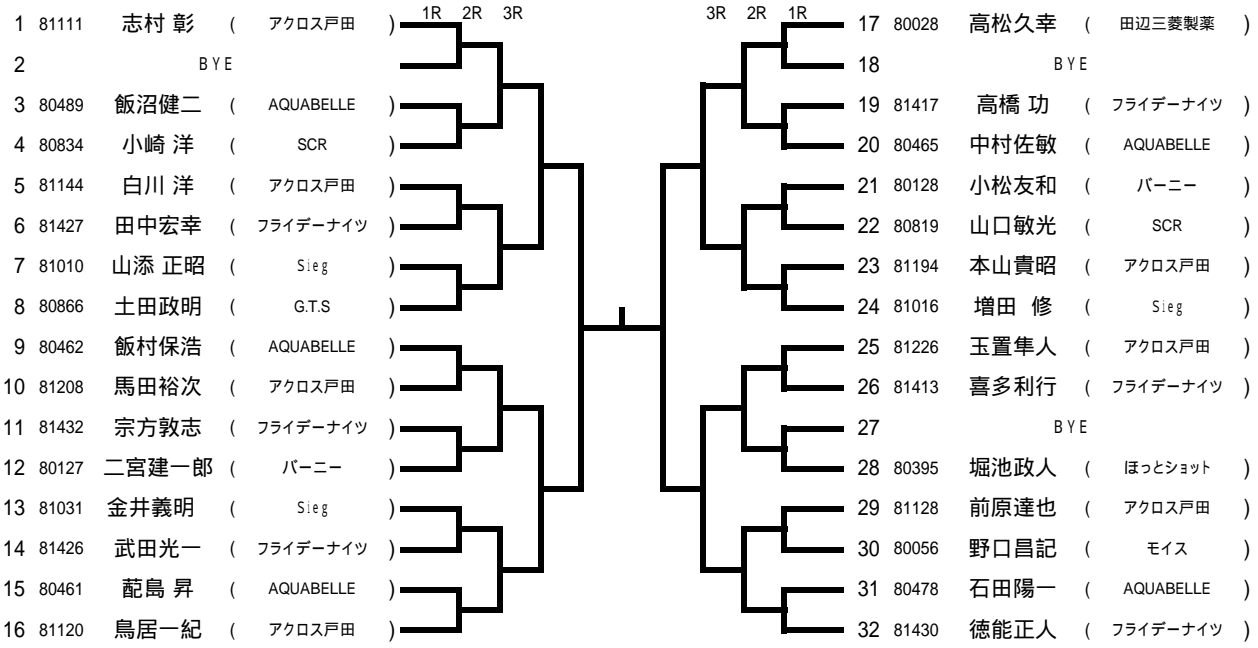 1R 2R 3R
1 81111 志村 彰 ( アクロス戸田 )
2 BYE
3 80489 飯沼健二 ( AQUABELLE )
4 80834 小崎 洋 ( SCR )
5 81144 白川 洋 ( アクロス戸田 )
6 81427 田中宏幸 ( フライデーナイツ )
7 81010 山添 正昭 ( Sieg )
8 80866 土田政明 ( G.T.S )
9 80462 飯村保浩 ( AQUABELLE )
10 81208 馬田裕次 ( アクロス戸田 )
11 81432 宗方敦志 ( フライデーナイツ )
12 80127 二宮建一郎 ( バーニー )
13 81031 金井義明 ( Sieg )
14 81426 武田光一 ( フライデーナイツ )
15 80461 蓜島 昇 ( AQUABELLE )
16 81120 鳥居一紀 ( アクロス戸田 )
3R 2R 1R
17 80028 高松久幸 ( 田辺三菱製薬 )
18 BYE
19 81417 高橋 功 ( フライデーナイツ )
20 80465 中村佐敏 ( AQUABELLE )
21 80128 小松友和 ( バーニー )
22 80819 山口敏光 ( SCR )
23 81194 本山貴昭 ( アクロス戸田 )
24 81016 増田 修 ( Sieg )
25 81226 玉置隼人 ( アクロス戸田 )
26 81413 喜多利行 ( フライデーナイツ )
27 BYE
28 80395 堀池政人 ( ほっとショット )
29 81128 前原達也 ( アクロス戸田 )
30 80056 野口昌記 ( モイス )
31 80478 石田陽一 ( AQUABELLE )
32 81430 徳能正人 ( フライデーナイツ )